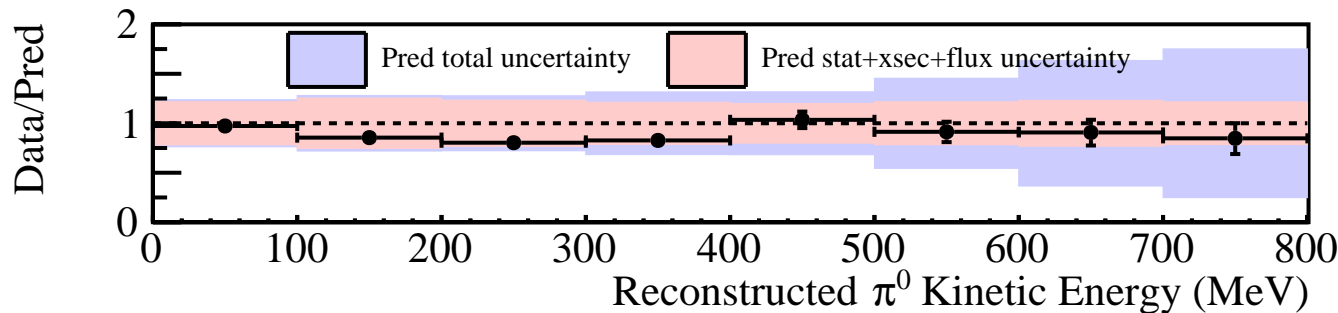 2
Pred total uncertainty
Pred stat+xsec+flux uncertainty
Data/Pred
1
0
0 100 200 300 400 500 600 700 800
Reconstructed π⁰ Kinetic Energy (MeV)